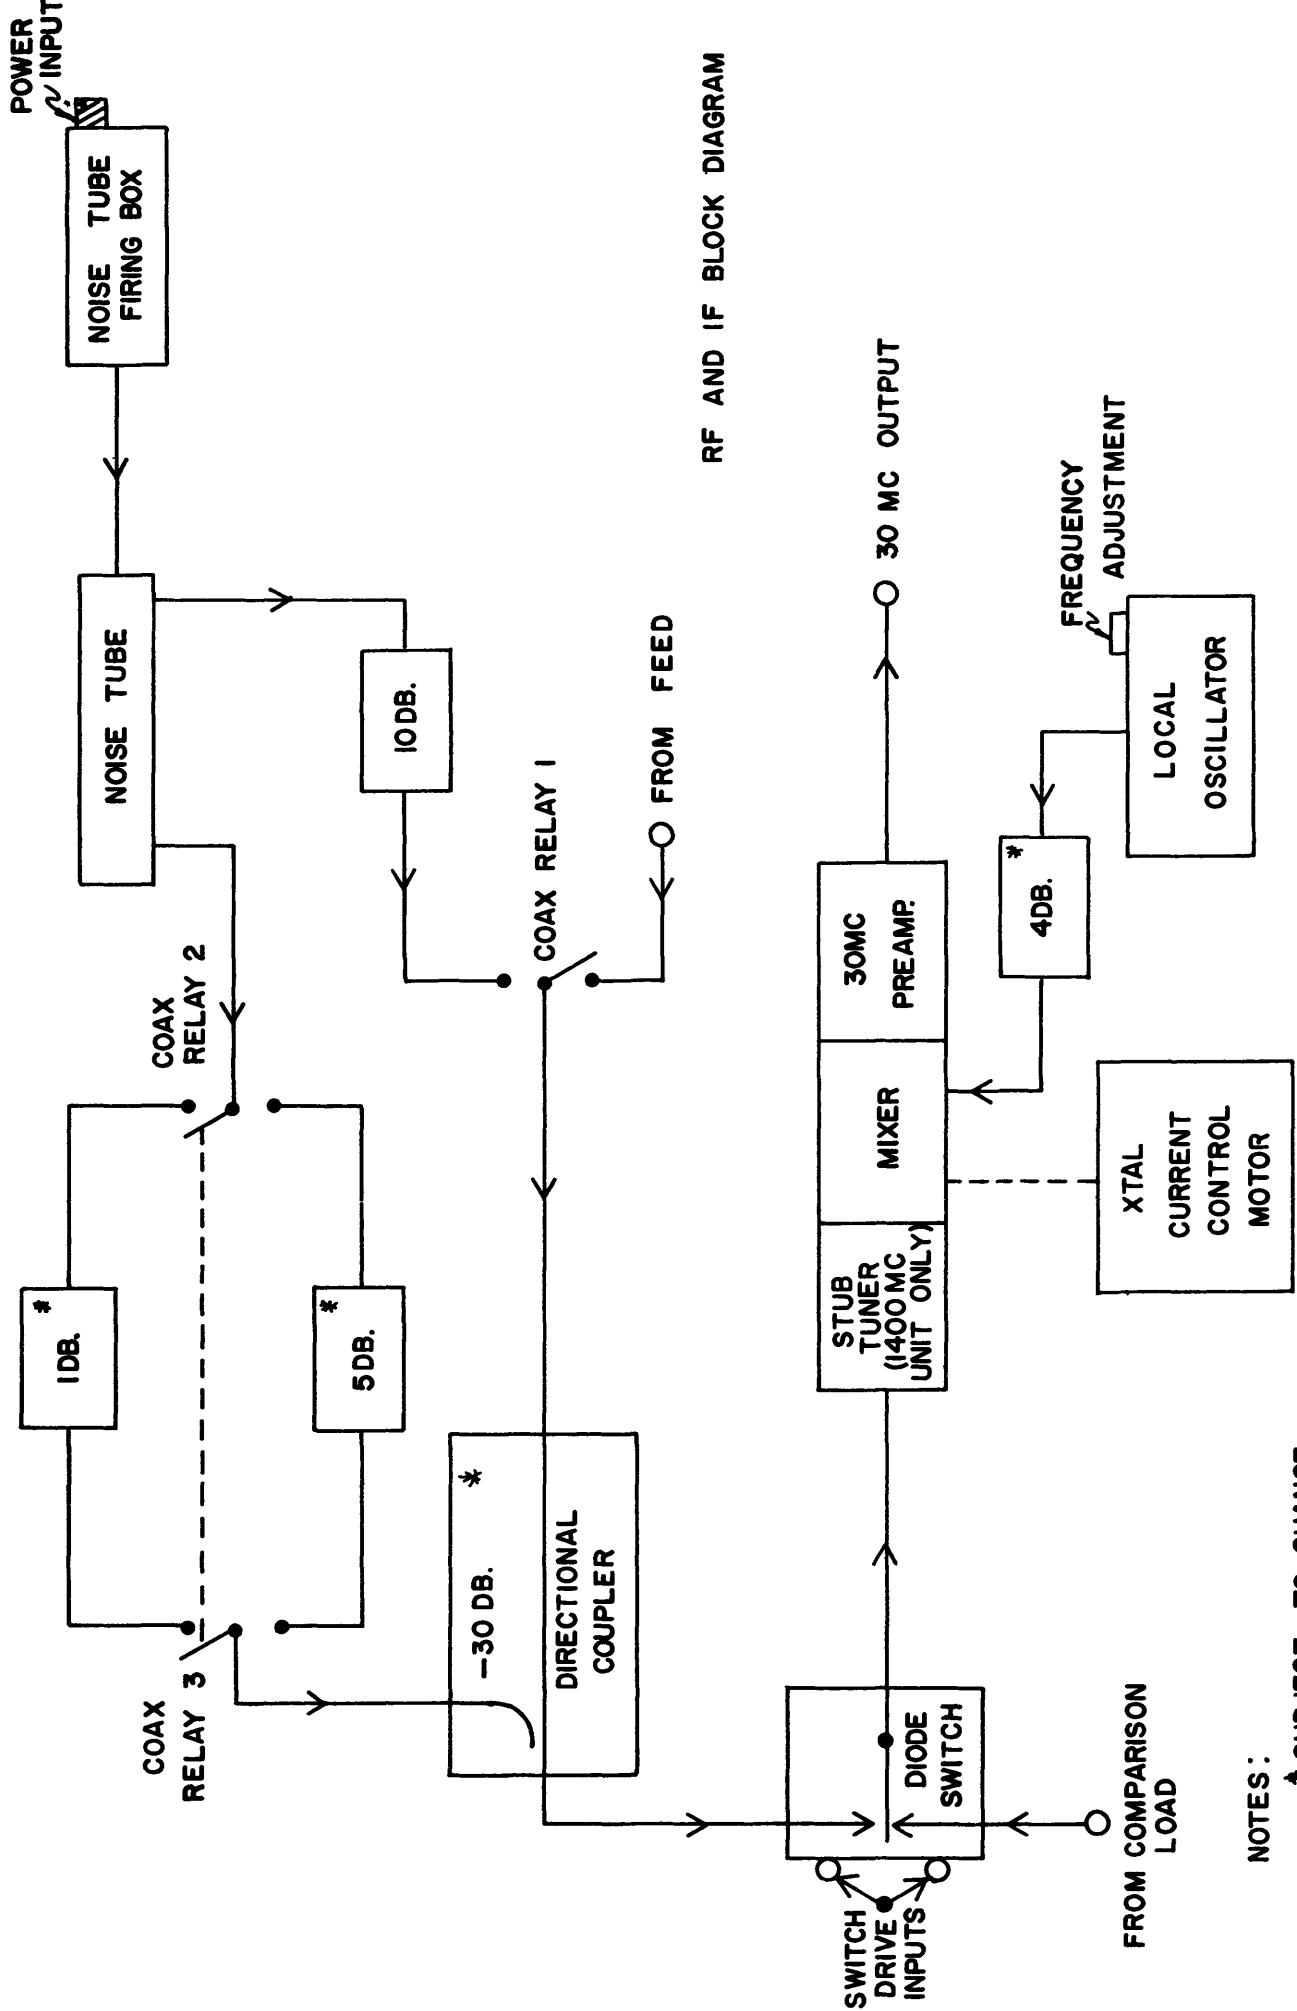 POWER
INPUT
NOISE TUBE
FIRING BOX
NOISE TUBE
10 DB.
COAX
RELAY 2
1 DB.
*
5 DB.
*
COAX
RELAY 3
COAX RELAY 1
FROM FEED
-30 DB.
*
DIRECTIONAL
COUPLER
RF AND IF BLOCK DIAGRAM
SWITCH
DRIVE
INPUTS
DIODE
SWITCH
FROM COMPARISON
LOAD
STUB
TUNER
(1400 MC
UNIT ONLY)
MIXER
30MC
PREAMP.
30 MC OUTPUT
XTAL
CURRENT
CONTROL
MOTOR
4DB.
*
LOCAL
OSCILLATOR
FREQUENCY
ADJUSTMENT
NOTES: